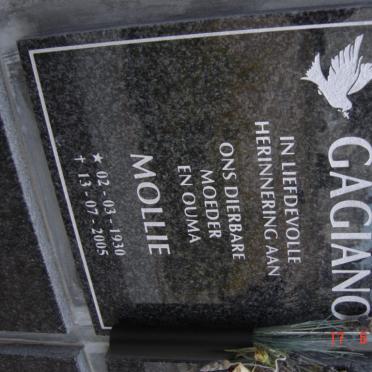 GAGIANO
IN LIEFDEVOLLE
HERINNERING AAN
ONS DIERBARE
MOEDER
EN OUMA
MOLLIE
★ 02 - 03 - 1930
✝ 13 - 07 - 2005